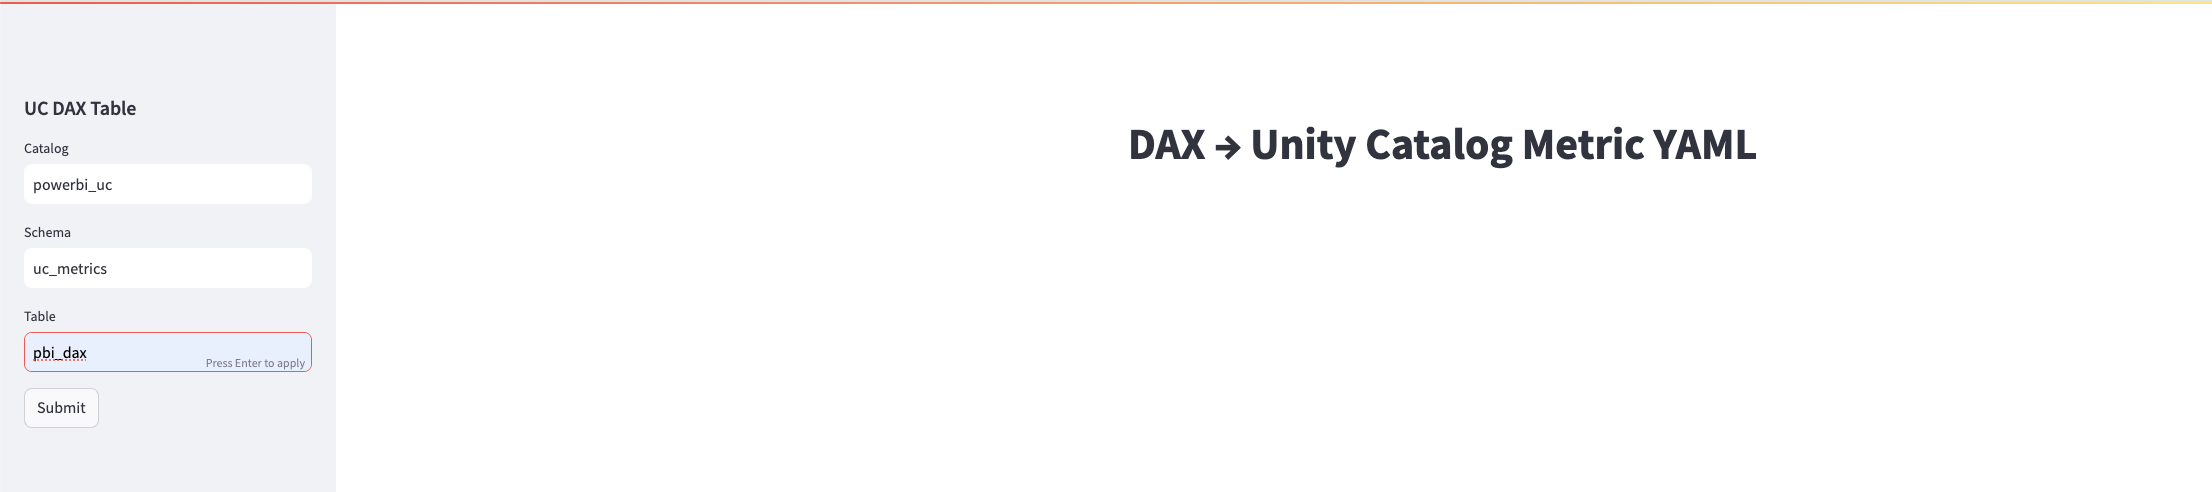 UC DAX Table
Catalog
powerbi_uc
Schema
uc_metrics
Table
pbi_dax
Press Enter to apply
Submit
DAX → Unity Catalog Metric YAML